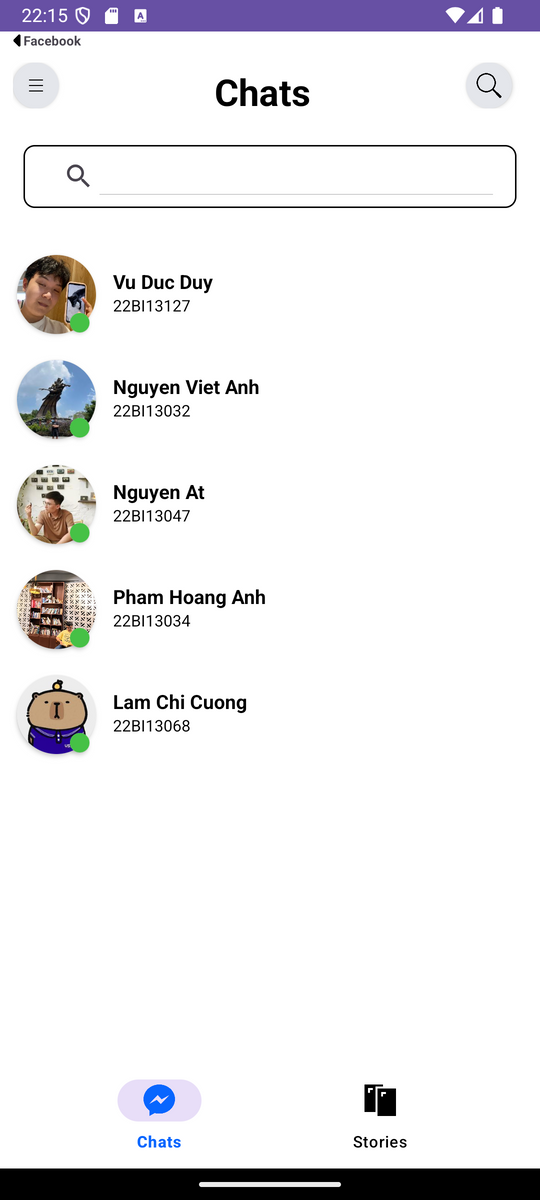 22:15
A
Facebook
Chats
Vu Duc Duy
22BI13127
Nguyen Viet Anh
22BI13032
Nguyen At
22BI13047
Pham Hoang Anh
22BI13034
Lam Chi Cuong
22BI13068
Chats
Stories